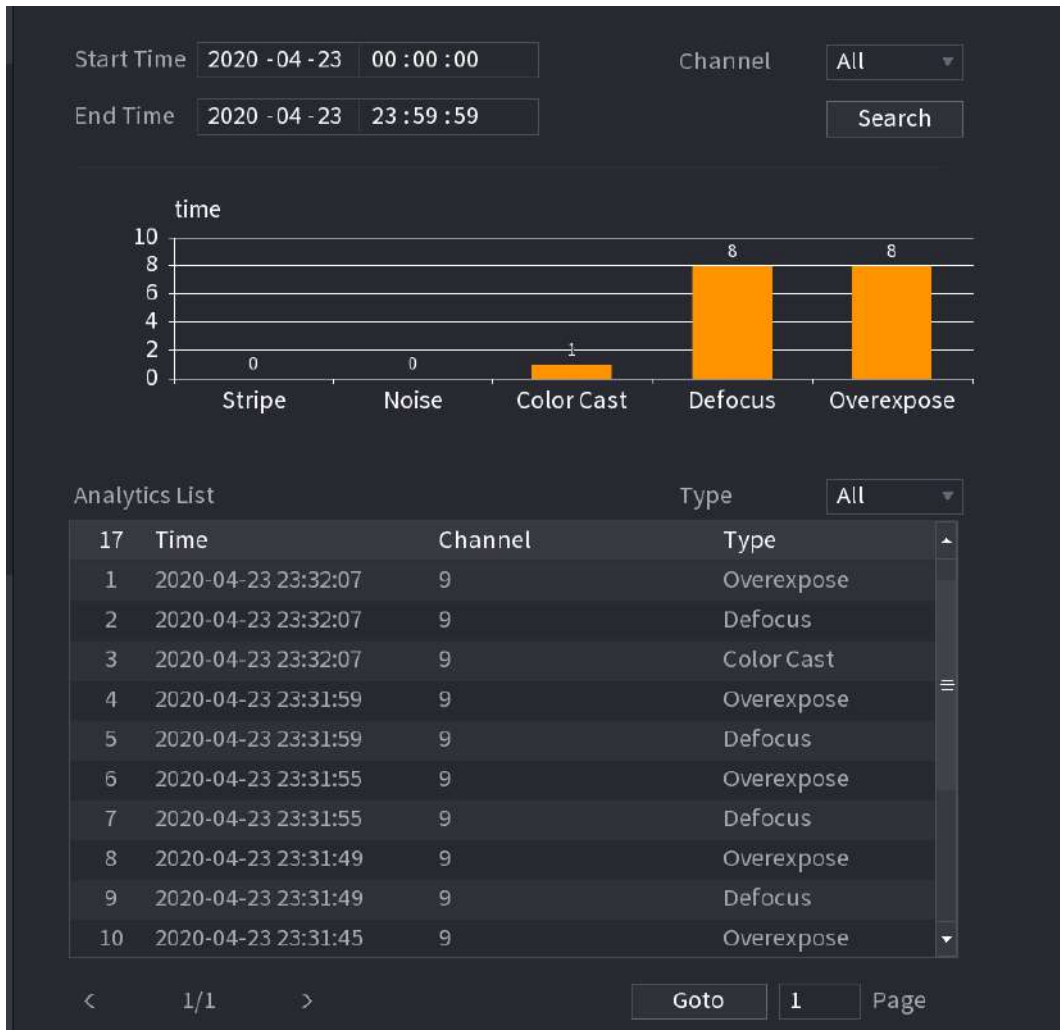 Start Time 2020 -04 -23 00 : 00 : 00 Channel All
End Time 2020 -04 -23 23 : 59 : 59 Search
time
10
8
6
4
2
0
0 0 1 8 8
Stripe Noise Color Cast Defocus Overexpose
Analytics List Type All
17 Time Channel Type
1 2020-04-23 23:32:07 9 Overexpose
2 2020-04-23 23:32:07 9 Defocus
3 2020-04-23 23:32:07 9 Color Cast
4 2020-04-23 23:31:59 9 Overexpose
5 2020-04-23 23:31:59 9 Defocus
6 2020-04-23 23:31:55 9 Overexpose
7 2020-04-23 23:31:55 9 Defocus
8 2020-04-23 23:31:49 9 Overexpose
9 2020-04-23 23:31:49 9 Defocus
10 2020-04-23 23:31:45 9 Overexpose
< 1/1 > Goto 1 Page